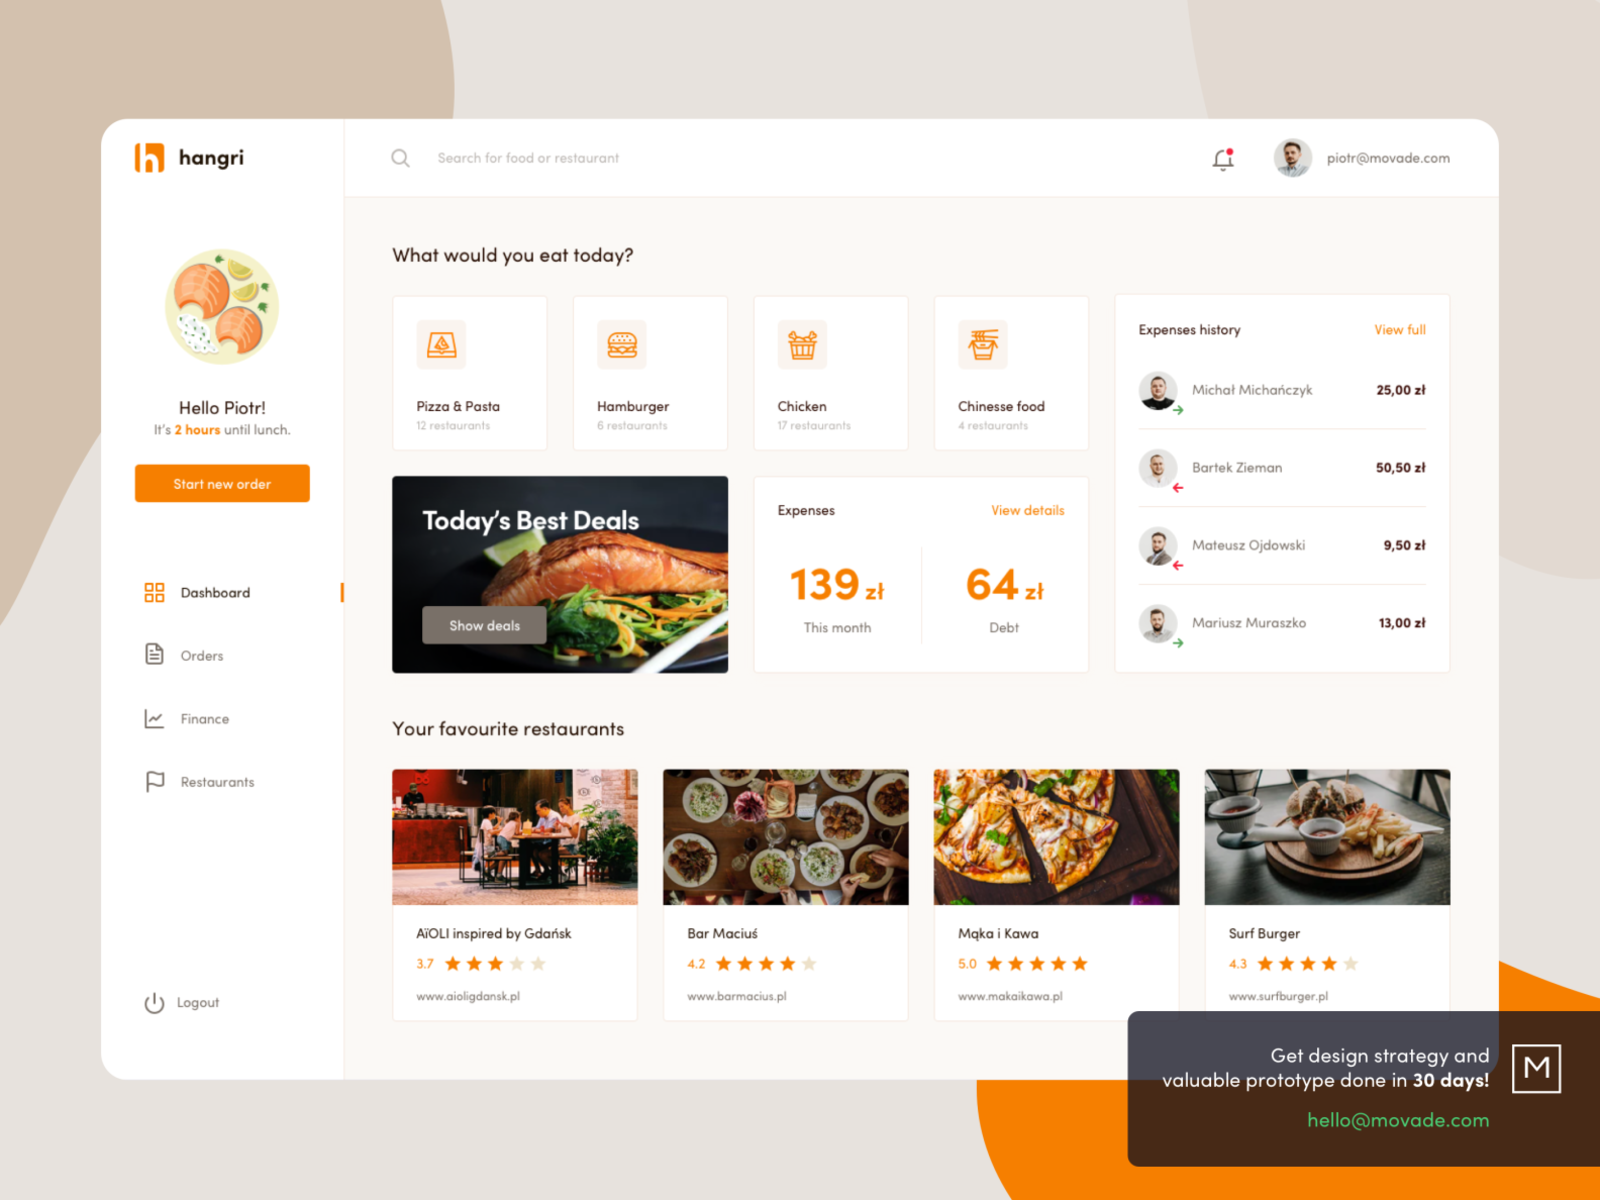 hangri
Search for food or restaurant
piotr@movade.com
Hello Piotr!
It's 2 hours until lunch.
Start new order
Dashboard
Orders
Finance
Restaurants
Logout
What would you eat today?
Pizza & Pasta
12 restaurants
Hamburger
6 restaurants
Chicken
17 restaurants
Chinesse food
4 restaurants
Today's Best Deals
Show deals
Expenses
View details
139 zł
This month
64 zł
Debt
Expenses history
View full
Michał Michańczyk
25,00 zł
Bartek Zieman
50,50 zł
Mateusz Ojdowski
9,50 zł
Mariusz Muraszko
13,00 zł
Your favourite restaurants
AïOLI inspired by Gdańsk
3.7
www.aioligdansk.pl
Bar Maciuś
4.2
www.barmacius.pl
Mąka i Kawa
5.0
www.makaikawa.pl
Surf Burger
4.3
www.surfburger.pl
Get design strategy and
valuable prototype done in 30 days!
hello@movade.com
M